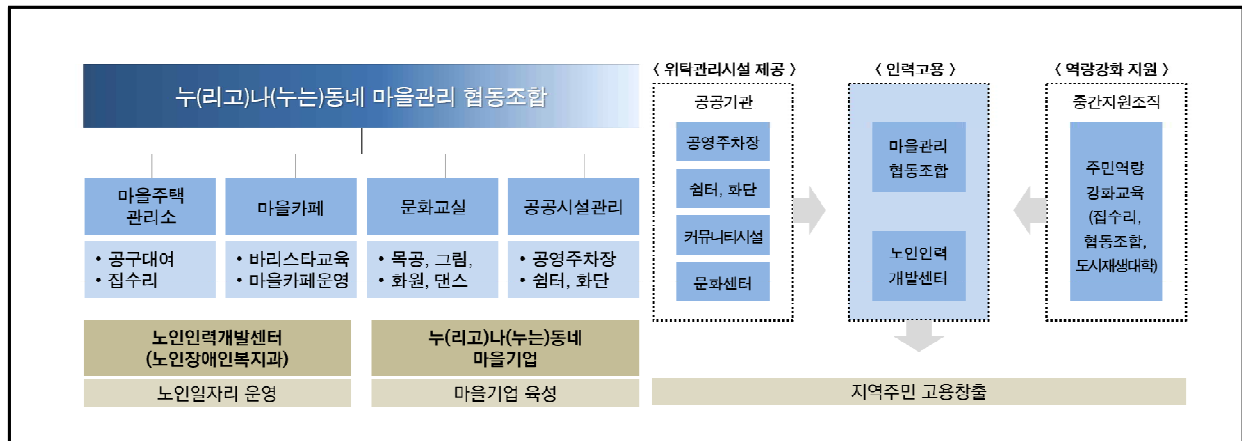 누(리고)나(누는)동네 마을관리 협동조합
마을주택
관리소
마을카페
문화교실
공공시설관리
• 공구대여
• 집수리
• 바리스타교육
• 마을카페운영
• 목공, 그림,
• 화원, 댄스
• 공영주차장
• 쉼터, 화단
노인인력개발센터
(노인장애인복지과)
노인일자리 운영
누(리고)나(누는)동네
마을기업
마을기업 육성
< 위탁관리시설 제공 >
공공기관
공영주차장
쉼터, 화단
커뮤니티시설
문화센터
< 인력고용 >
마을관리
협동조합
노인인력
개발센터
< 역량강화 지원 >
중간지원조직
주민역량
강화교육
(집수리,
협동조합,
도시재생대학)
지역주민 고용창출